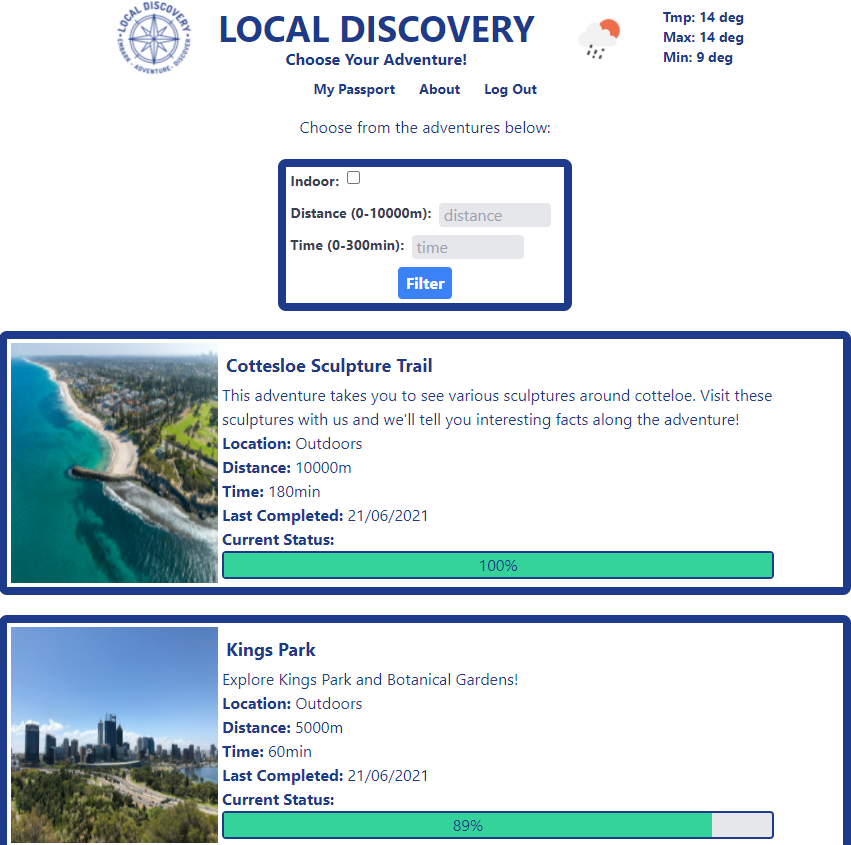 LOCAL DISCOVERY
EMBARK - ADVENTURE - DISCOVER
LOCAL DISCOVERY
Choose Your Adventure!
Tmp: 14 deg
Max: 14 deg
Min: 9 deg
My Passport About Log Out
Choose from the adventures below:
Indoor:
Distance (0-10000m): distance
Time (0-300min): time
Filter
Cottesloe Sculpture Trail
This adventure takes you to see various sculptures around cotteloe. Visit these
sculptures with us and we'll tell you interesting facts along the adventure!
Location: Outdoors
Distance: 10000m
Time: 180min
Last Completed: 21/06/2021
Current Status:
100%
Kings Park
Explore Kings Park and Botanical Gardens!
Location: Outdoors
Distance: 5000m
Time: 60min
Last Completed: 21/06/2021
Current Status:
89%